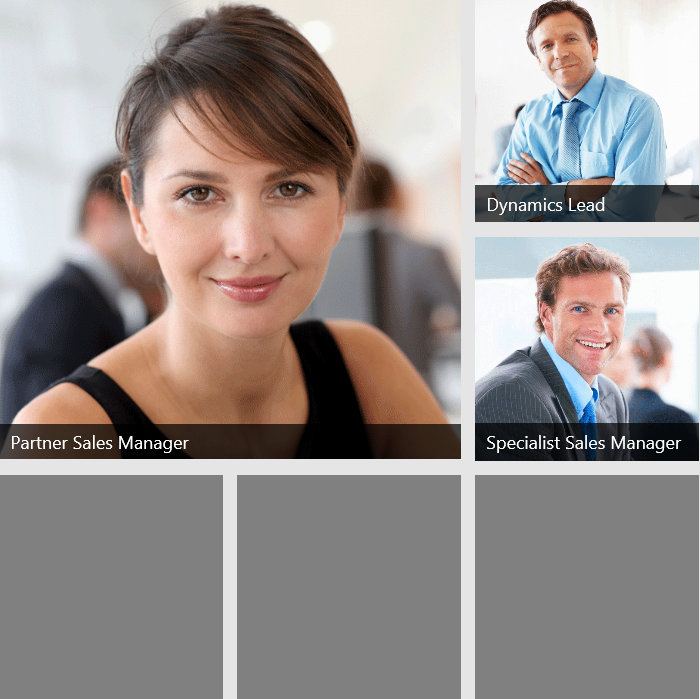 Dynamics Lead
Partner Sales Manager
Specialist Sales Manager